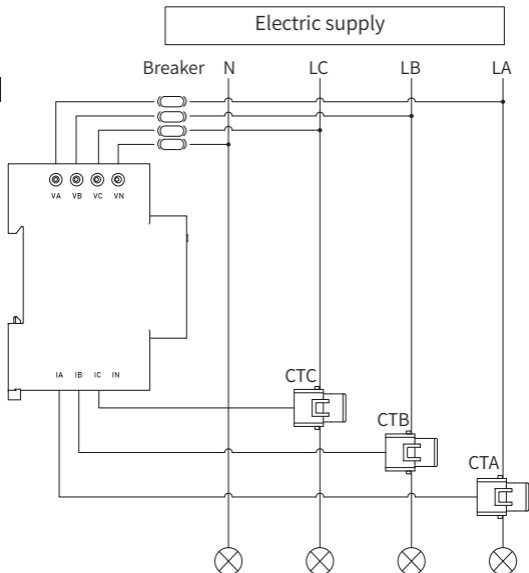 Electric supply
Breaker N LC LB LA
VA VB VC VN
IA IB IC IN
CTC
CTB
CTA